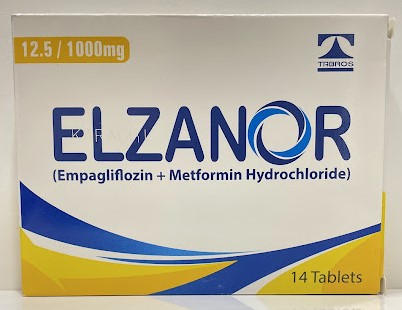 12.5 / 1000mg
TABROS
ELZANOR
(Empagliflozin + Metformin Hydrochloride)
14 Tablets